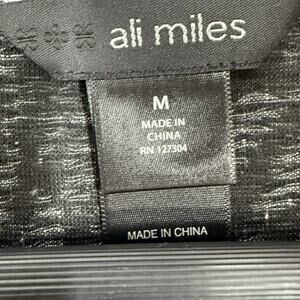 ali miles
M
MADE IN
CHINA
RN 127304
MADE IN CHINA